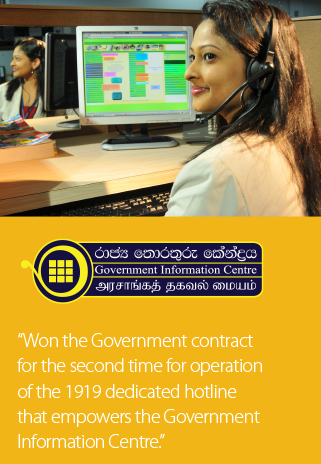 රාජ්‍ය තොරතුරු කේන්ද්‍රය
Government Information Centre
அரசாங்கத் தகவல் மையம்
“Won the Government contract
for the second time for operation
of the 1919 dedicated hotline
that empowers the Government
Information Centre.”